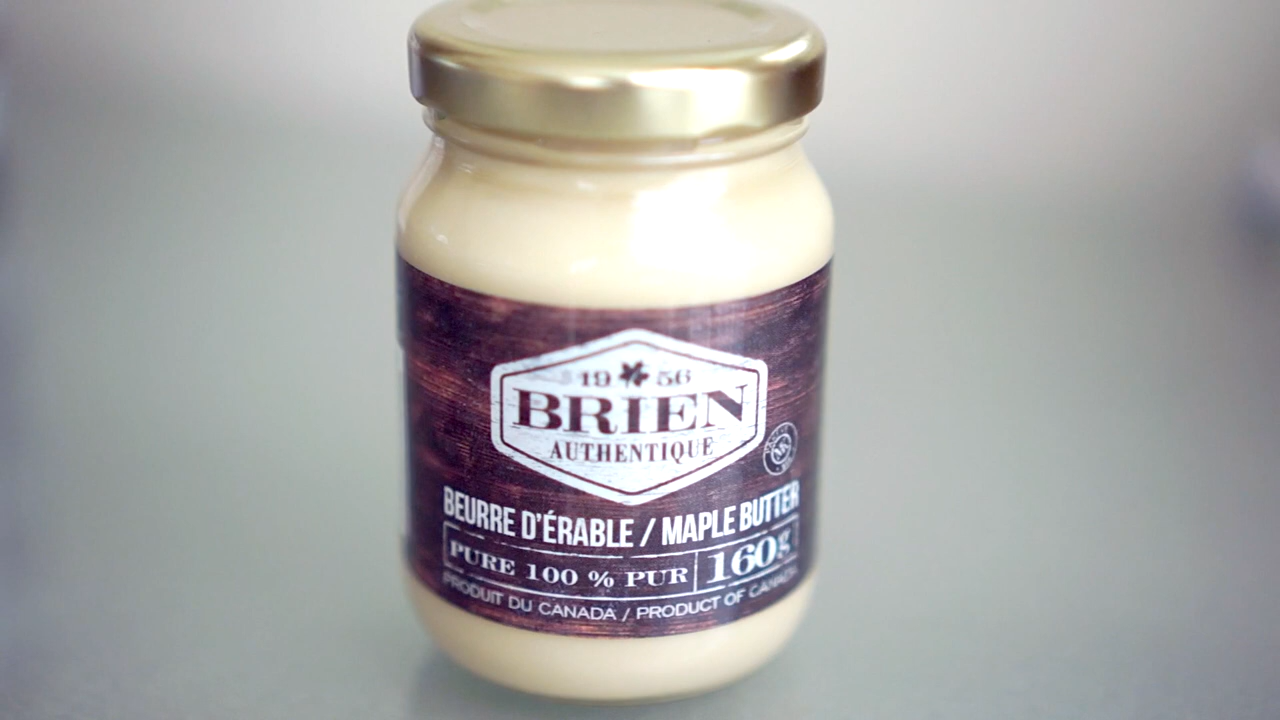 19 56
BRIEN
AUTHENTIQUE
BEURRE D'ÉRABLE / MAPLE BUTTER
PURE 100 % PUR 160g
PRODUIT DU CANADA / PRODUCT OF CANADA